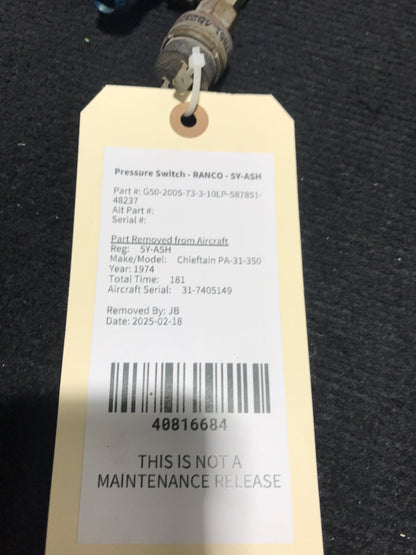 Pressure Switch - RANCO - 5Y-ASH
Part #: G50-2005-73-3-10LP-587851-
48237
Alt Part #:
Serial #:
Part Removed from Aircraft
Reg: 5Y-ASH
Make/Model: Chieftain PA-31-350
Year: 1974
Total Time: 181
Aircraft Serial: 31-7405149
Removed By: JB
Date: 2025-02-18
40816684
THIS IS NOT A
MAINTENANCE RELEASE